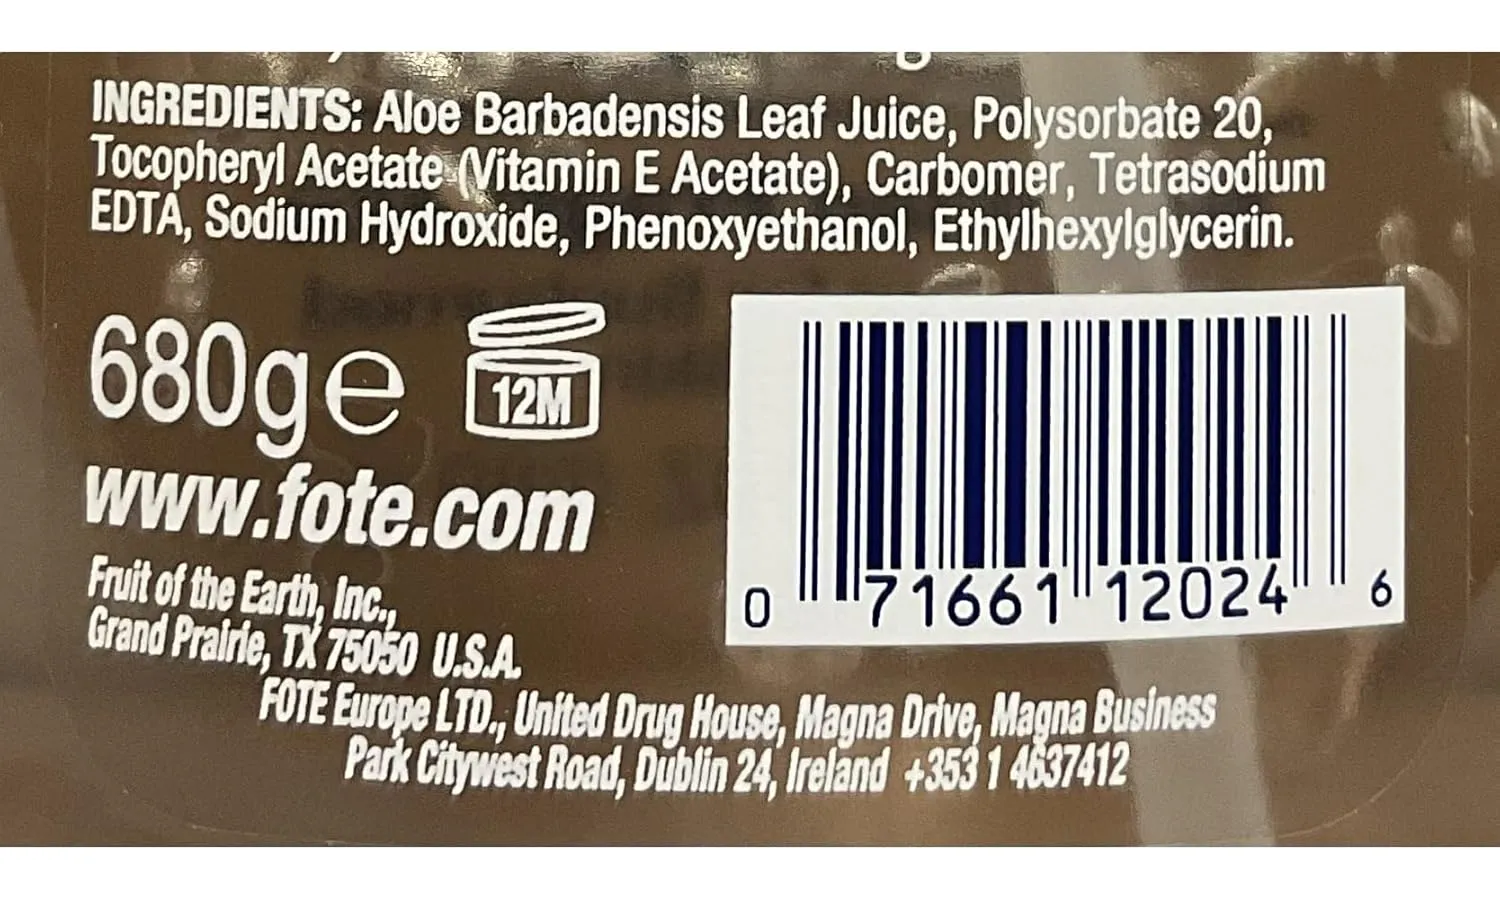 INGREDIENTS: Aloe Barbadensis Leaf Juice, Polysorbate 20,
Tocopheryl Acetate (Vitamin E Acetate), Carbomer, Tetrasodium
EDTA, Sodium Hydroxide, Phenoxyethanol, Ethylhexylglycerin.
680g e
12M
www.fote.com
Fruit of the Earth, Inc.,
Grand Prairie, TX 75050 U.S.A.
0 71661 12024 6
FOTE Europe LTD., United Drug House, Magna Drive, Magna Business
Park Citywest Road, Dublin 24, Ireland +353 1 4637412